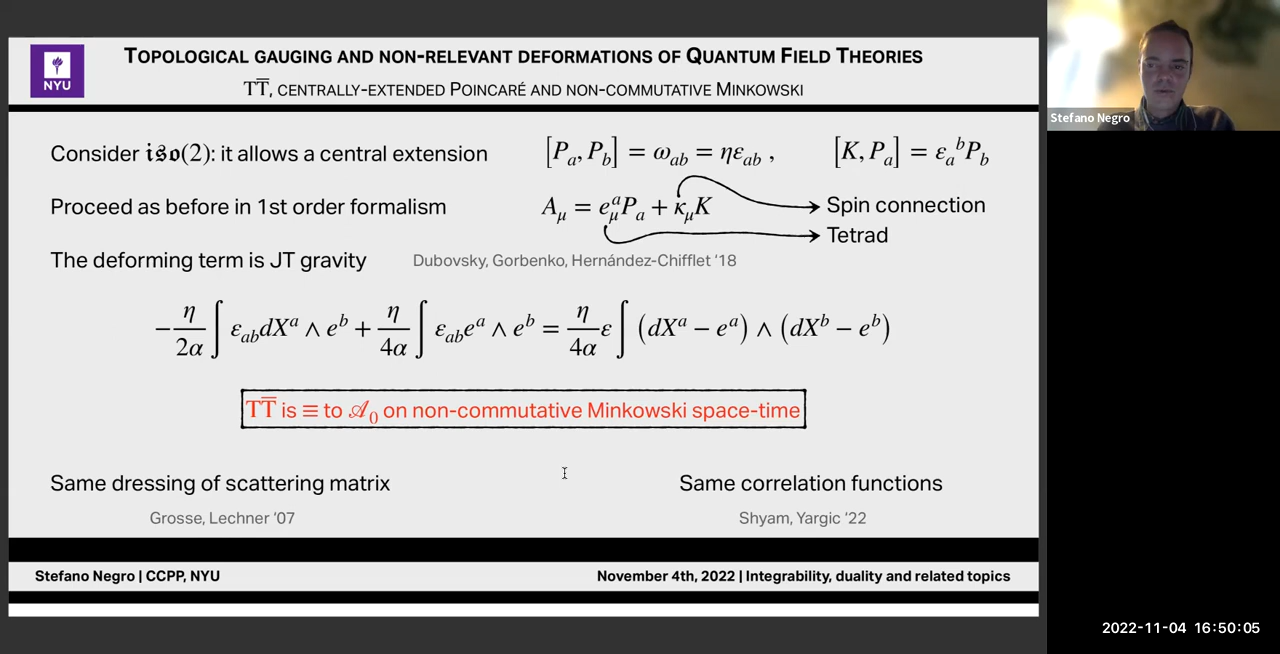 TOPOLOGICAL GAUGING AND NON-RELEVANT DEFORMATIONS OF QUANTUM FIELD THEORIES
NYU
TT̅, CENTRALLY-EXTENDED POINCARÉ AND NON-COMMUTATIVE MINKOWSKI
Stefano Negro
Consider 𝖎𝖘𝖔(2): it allows a central extension [P_a, P_b] = ω_ab = ηε_ab , [K, P_a] = ε_a^b P_b
Proceed as before in 1st order formalism A_μ = e_μ^a P_a + κ_μ K Spin connection
Tetrad
The deforming term is JT gravity Dubovsky, Gorbenko, Hernández-Chifflet '18
−η/2α ∫ ε_ab dX^a ∧ e^b + η/4α ∫ ε_ab e^a ∧ e^b = η/4α ε ∫ (dX^a − e^a) ∧ (dX^b − e^b)
TT̅ is ≡ to 𝒜_0 on non-commutative Minkowski space-time
Same dressing of scattering matrix Same correlation functions
Grosse, Lechner '07 Shyam, Yargic '22
Stefano Negro | CCPP, NYU November 4th, 2022 | Integrability, duality and related topics
2022-11-04 16:50:05